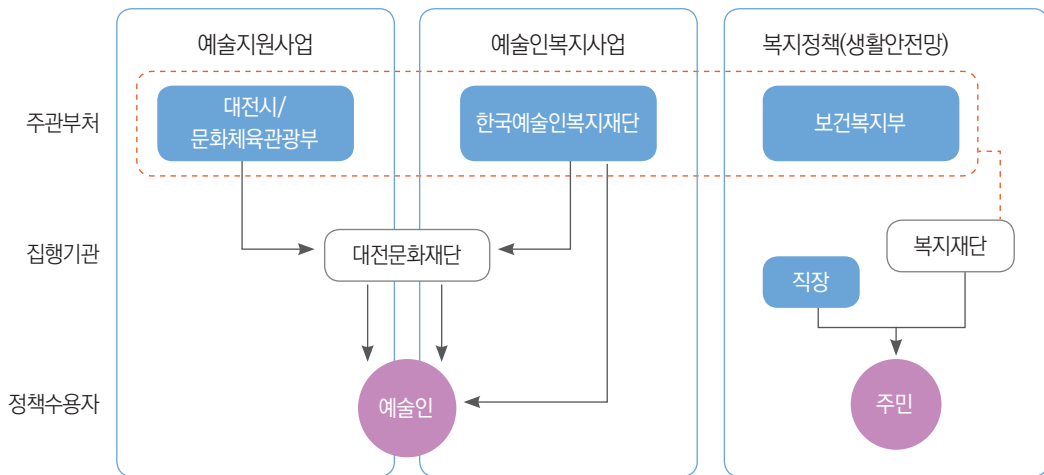 예술지원사업
예술인복지사업
복지정책(생활안전망)
주관부처
대전시/
문화체육관광부
한국예술인복지재단
보건복지부
집행기관
대전문화재단
복지재단
직장
정책수용자
예술인
주민